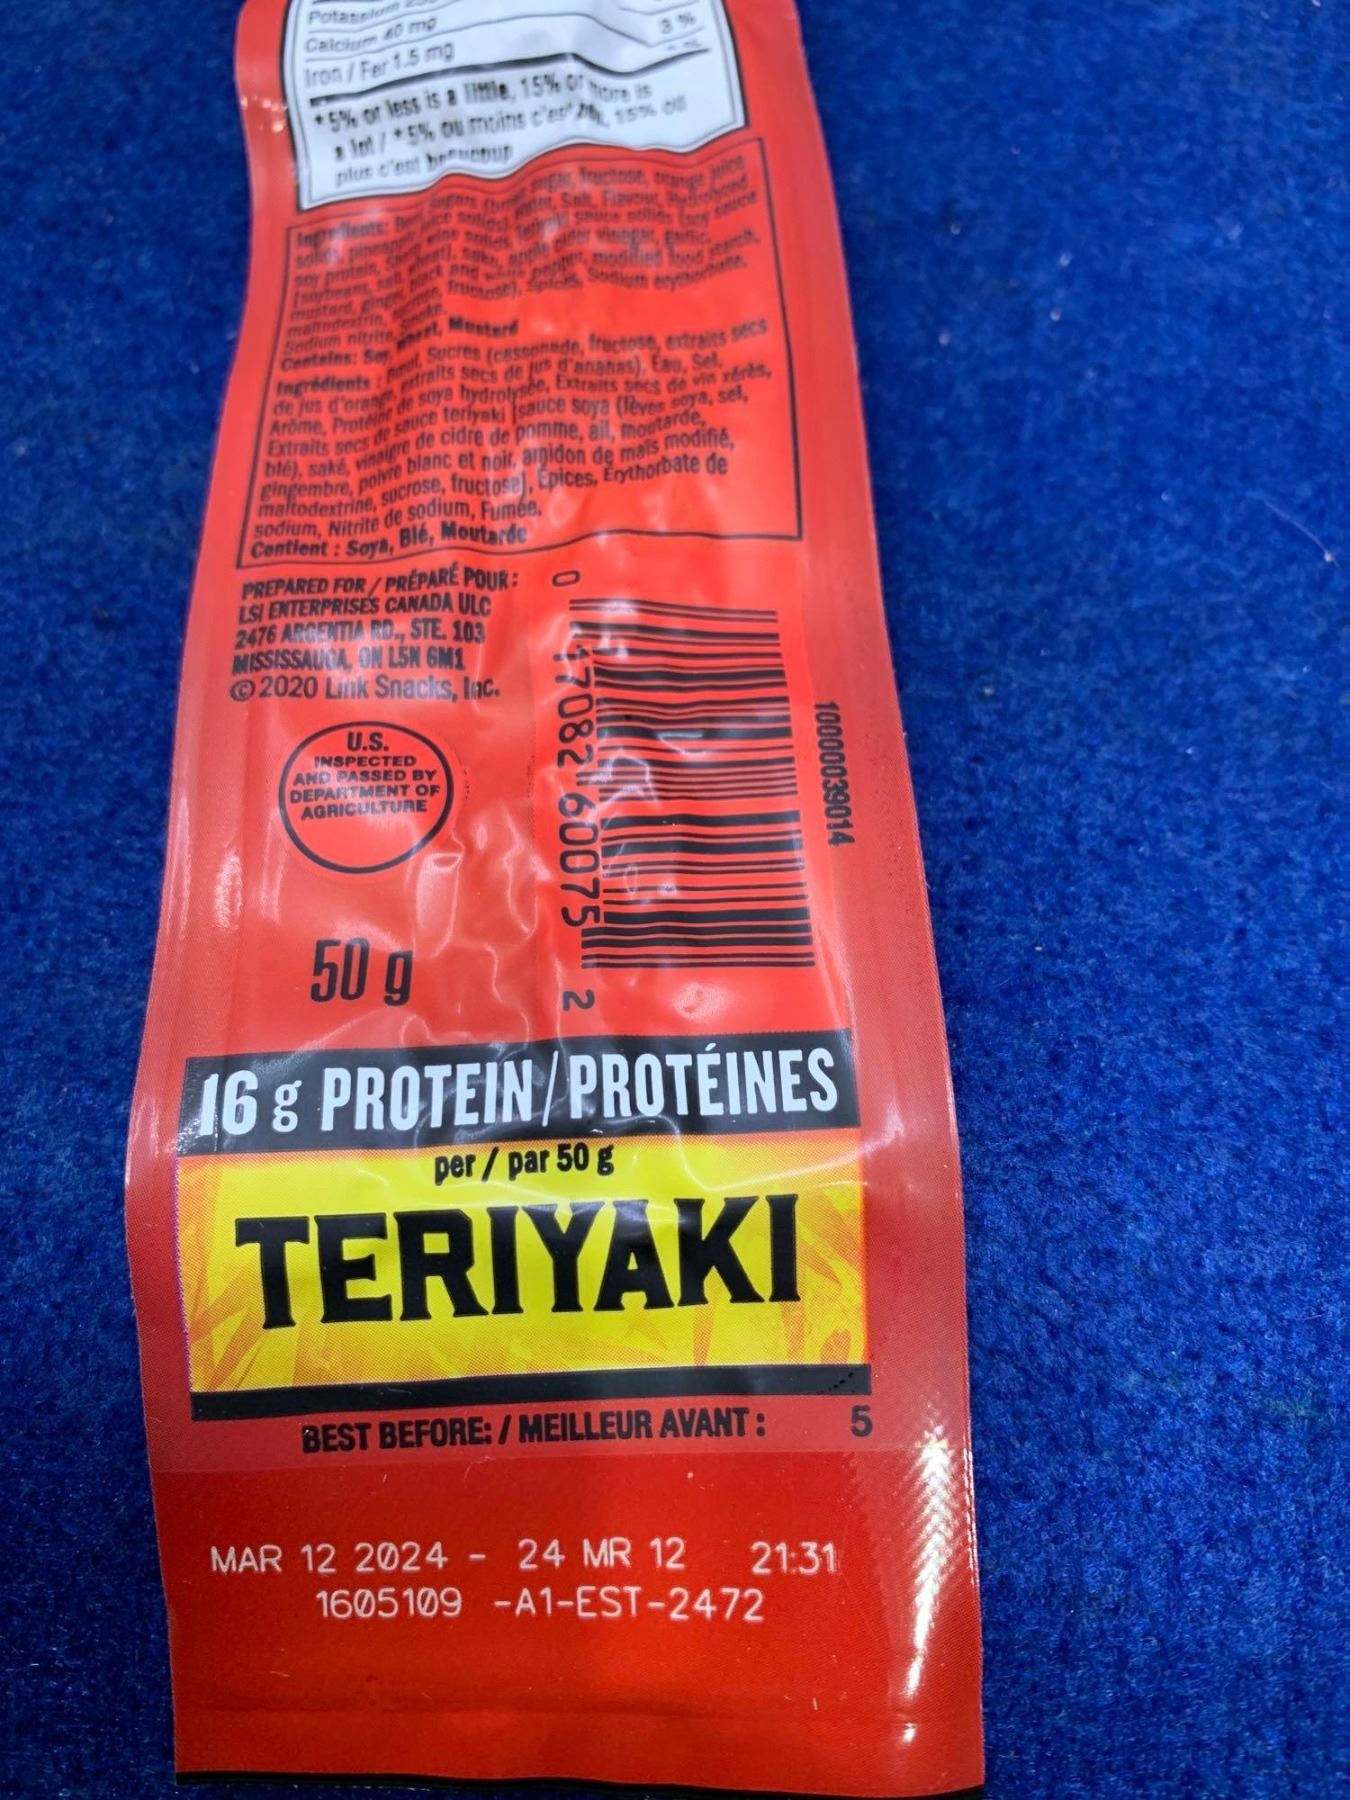 Potassium
Calcium 40 mg 3 %
Iron / Fer 1.5 mg
*5% or less is a little, 15% or more is
a lot / *5% ou moins c'est peu, 15% ou
plus c'est beaucoup
Ingredients: sugar, fructose, orange juice
solids, pineapple juice solids), Water, Salt, Flavour, Hydrolyzed
soy protein, wine solids, Teriyaki sauce solids (soy sauce
[soybeans, salt, wheat], sake, apple cider vinegar, garlic,
mustard, ginger, black and white pepper, modified food starch,
maltodextrin, fructose), Spices, Sodium erythorbate,
Sodium nitrite, Smoke.
Contains: Soy, Wheat, Mustard
Ingrédients : Sucres (cassonade, fructose, extraits secs
de jus d'orange, extraits secs de jus d'ananas), Eau, Sel,
Arôme, Protéine de soya hydrolysée, Extraits secs de vin xérès,
Extraits secs de sauce teriyaki [sauce soya (fèves soya, sel,
blé), saké, vinaigre de cidre de pomme, ail, moutarde,
gingembre, poivre blanc et noir, amidon de maïs modifié,
maltodextrine, sucrose, fructose], Épices, Érythorbate de
sodium, Nitrite de sodium, Fumée.
Contient : Soya, Blé, Moutarde
PREPARED FOR / PRÉPARÉ POUR :
LSI ENTERPRISES CANADA ULC
2476 ARGENTIA RD., STE. 103
MISSISSAUGA, ON L5N 6M1
© 2020 Link Snacks, Inc.
U.S.
INSPECTED
AND PASSED BY
DEPARTMENT OF
AGRICULTURE
0 17082 60075 2
1000039014
50 g
16 g PROTEIN / PROTÉINES
per / par 50 g
TERIYAKI
BEST BEFORE: / MEILLEUR AVANT : 5
MAR 12 2024 - 24 MR 12 21:31
1605109 -A1-EST-2472